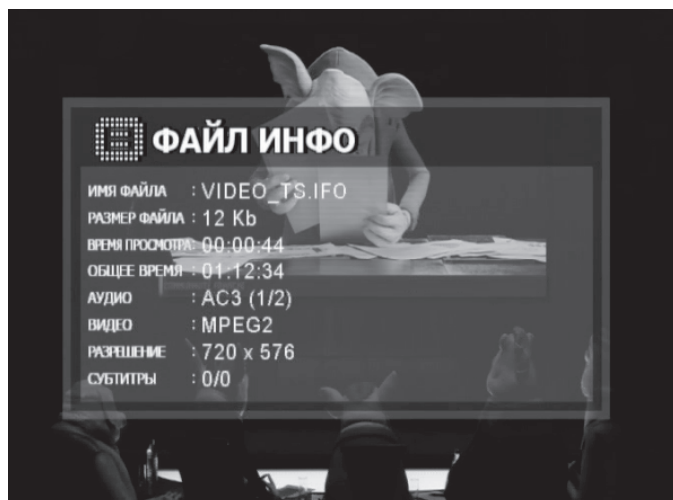 ФАЙЛ ИНФО
ИМЯ ФАЙЛА : VIDEO_TS.IFO
РАЗМЕР ФАЙЛА : 12 Kb
ВРЕМЯ ПРОСМОТРА: 00:00:44
ОБЩЕЕ ВРЕМЯ : 01:12:34
АУДИО : AC3 (1/2)
ВИДЕО : MPEG2
РАЗРЕШЕНИЕ : 720 x 576
СУБТИТРЫ : 0/0